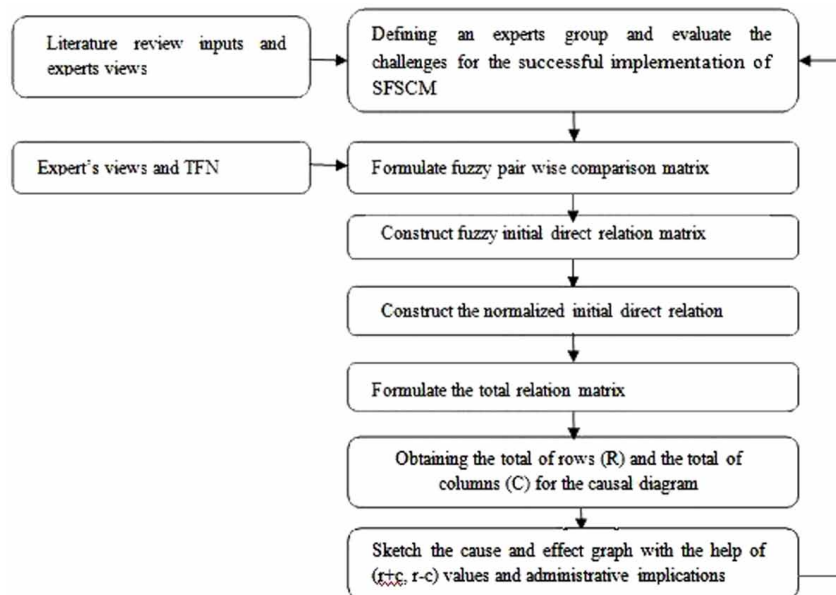 Literature review inputs and
experts views
Defining an experts group and evaluate the
challenges for the successful implementation of
SFSCM
Expert's views and TFN
Formulate fuzzy pair wise comparison matrix
Construct fuzzy initial direct relation matrix
Construct the normalized initial direct relation
Formulate the total relation matrix
Obtaining the total of rows (R) and the total of
columns (C) for the causal diagram
Sketch the cause and effect graph with the help of
(r+c, r-c) values and administrative implications